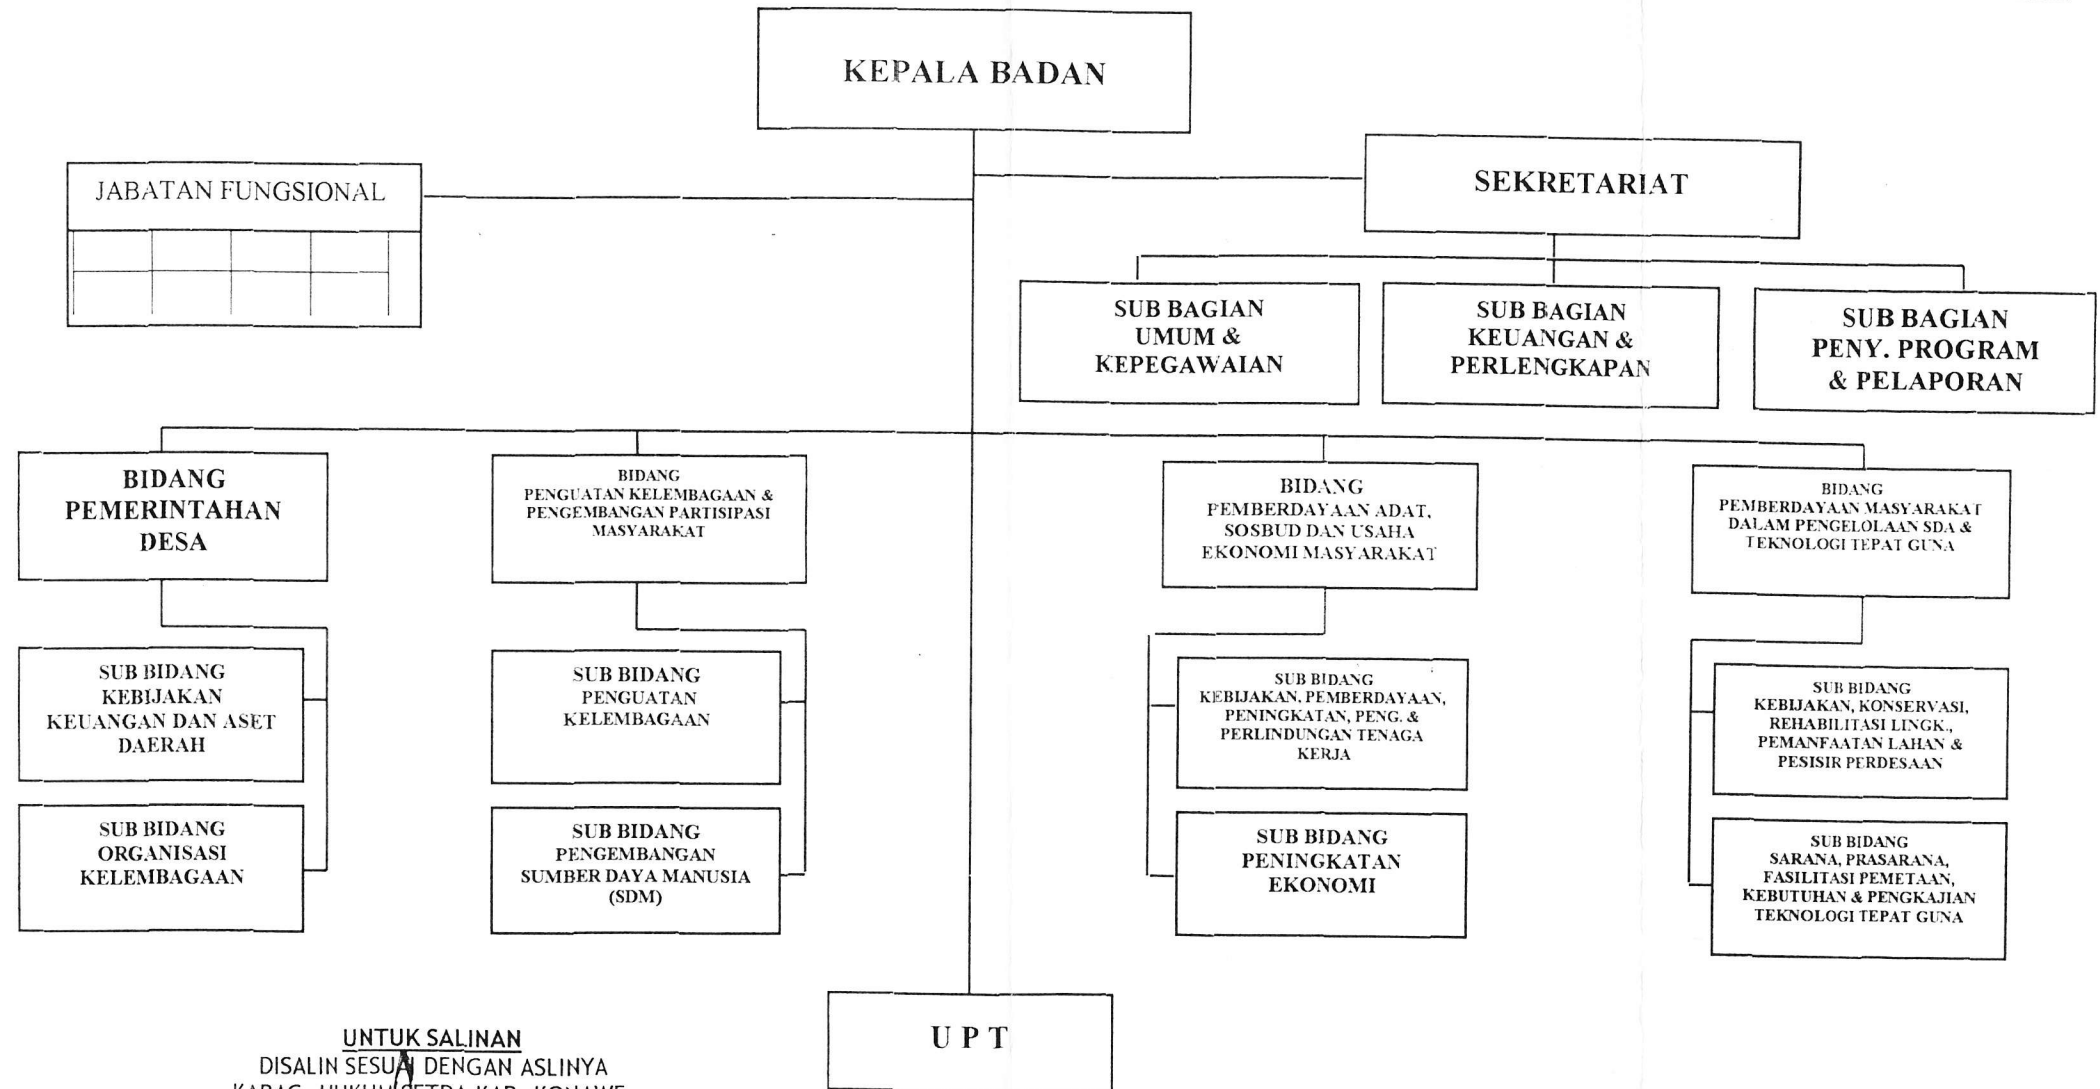 KEPALA BADAN
JABATAN FUNGSIONAL
SEKRETARIAT
SUB BAGIAN
UMUM &
KEPEGAWAIAN
SUB BAGIAN
KEUANGAN &
PERLENGKAPAN
SUB BAGIAN
PENY. PROGRAM
& PELAPORAN
BIDANG
PEMERINTAHAN
DESA
BIDANG
PENGUATAN KELEMBAGAAN &
PENGEMBANGAN PARTISIPASI
MASYARAKAT
BIDANG
PEMBERDAYAAN ADAT,
SOSBUD DAN USAHA
EKONOMI MASYARAKAT
BIDANG
PEMBERDAYAAN MASYARAKAT
DALAM PENGELOLAAN SDA &
TEKNOLOGI TEPAT GUNA
SUB BIDANG
KEBIJAKAN
KEUANGAN DAN ASET
DAERAH
SUB BIDANG
PENGUATAN
KELEMBAGAAN
SUB BIDANG
KEBIJAKAN, PEMBERDAYAAN,
PENINGKATAN, PENG. &
PERLINDUNGAN TENAGA
KERJA
SUB BIDANG
KEBIJAKAN, KONSERVASI,
REHABILITASI LINGK.,
PEMANFAATAN LAHAN &
PESISIR PERDESAAN
SUB BIDANG
ORGANISASI
KELEMBAGAAN
SUB BIDANG
PENGEMBANGAN
SUMBER DAYA MANUSIA
(SDM)
SUB BIDANG
PENINGKATAN
EKONOMI
SUB BIDANG
SARANA, PRASARANA,
FASILITASI PEMETAAN,
KEBUTUHAN & PENGKAJIAN
TEKNOLOGI TEPAT GUNA
U P T
UNTUK SALINAN
DISALIN SESUAI DENGAN ASLINYA
KABAG. HUKUM SETDA KAB. KONAWE